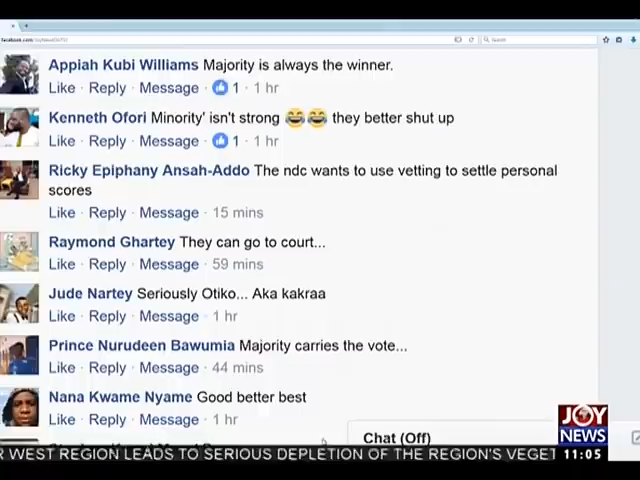 Search
Appiah Kubi Williams Majority is always the winner.
Like · Reply · Message · 1 · 1 hr
Kenneth Ofori Minority' isn't strong 😂😂 they better shut up
Like · Reply · Message · 1 · 1 hr
Ricky Epiphany Ansah-Addo The ndc wants to use vetting to settle personal
scores
Like · Reply · Message · 15 mins
Raymond Ghartey They can go to court...
Like · Reply · Message · 59 mins
Jude Nartey Seriously Otiko... Aka kakraa
Like · Reply · Message · 1 hr
Prince Nurudeen Bawumia Majority carries the vote...
Like · Reply · Message · 44 mins
Nana Kwame Nyame Good better best
Like · Reply · Message · 1 hr
Chat (Off)
JOY
NEWS
R WEST REGION LEADS TO SERIOUS DEPLETION OF THE REGION'S VEGET
11:05